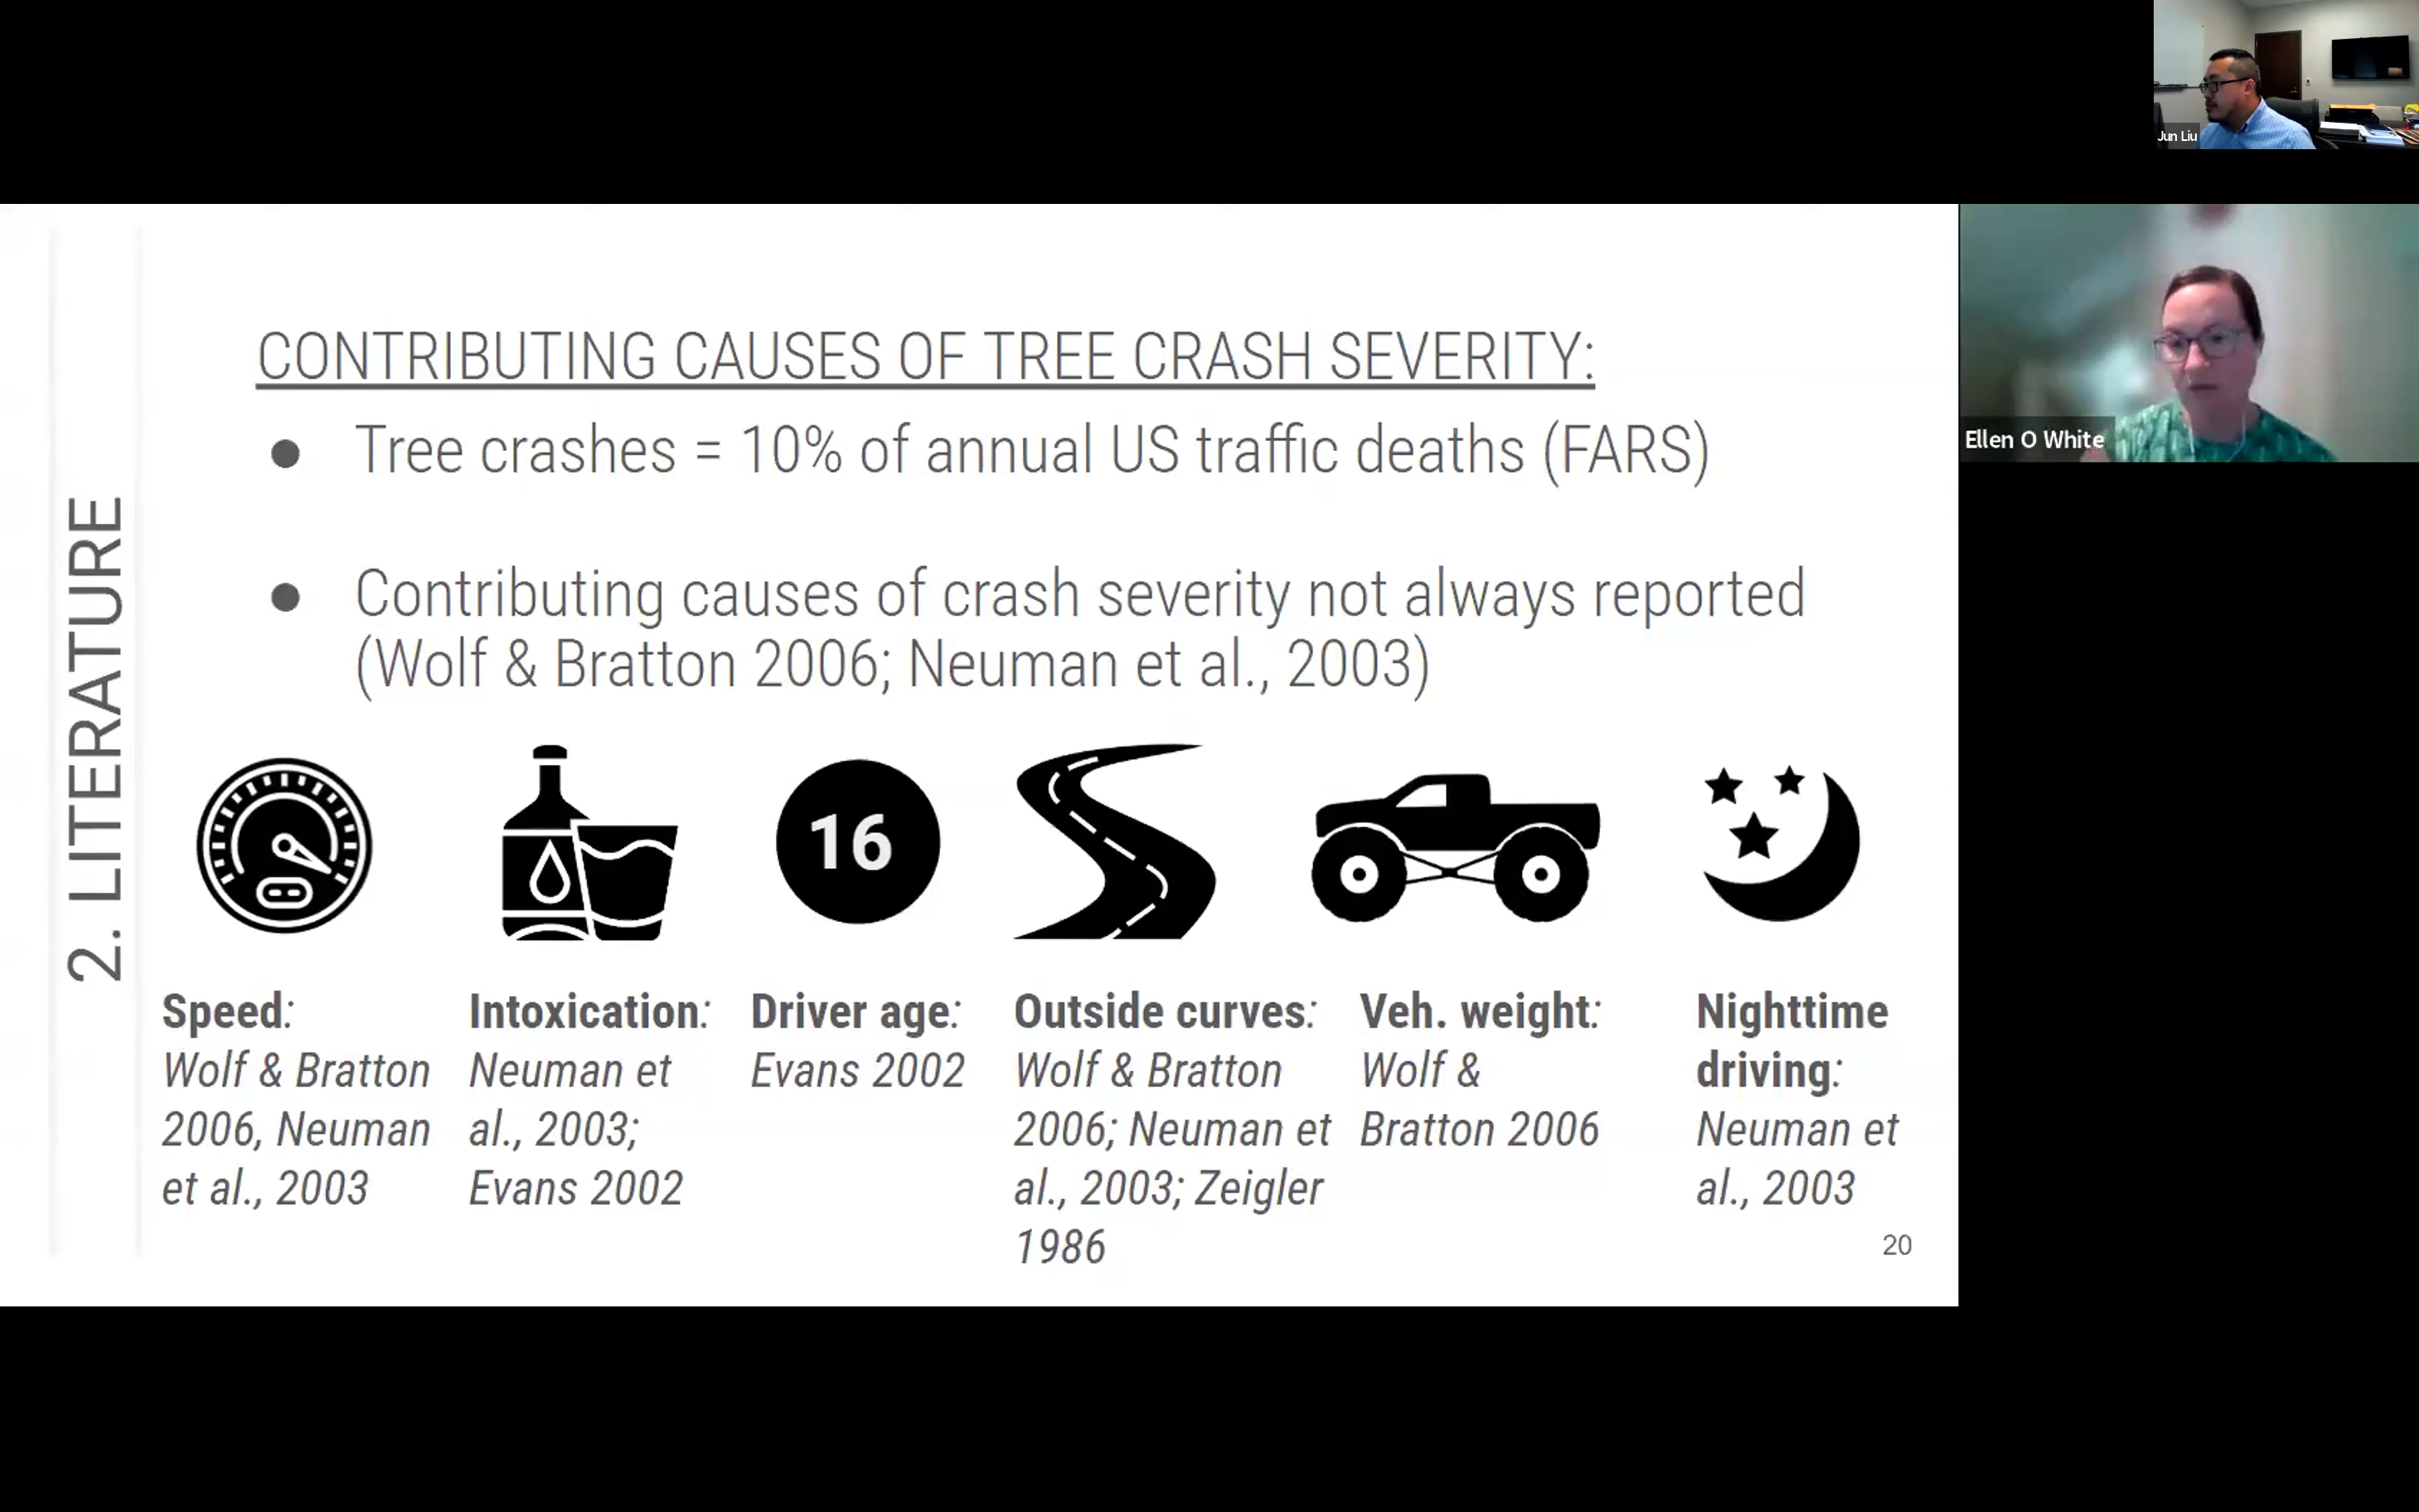 Jun Liu
Ellen O White
2. LITERATURE
CONTRIBUTING CAUSES OF TREE CRASH SEVERITY:
● Tree crashes = 10% of annual US traffic deaths (FARS)
● Contributing causes of crash severity not always reported
(Wolf & Bratton 2006; Neuman et al., 2003)
16
Speed:
Wolf & Bratton
2006, Neuman
et al., 2003
Intoxication:
Neuman et
al., 2003;
Evans 2002
Driver age:
Evans 2002
Outside curves:
Wolf & Bratton
2006; Neuman et
al., 2003; Zeigler
1986
Veh. weight:
Wolf &
Bratton 2006
Nighttime
driving:
Neuman et
al., 2003
20